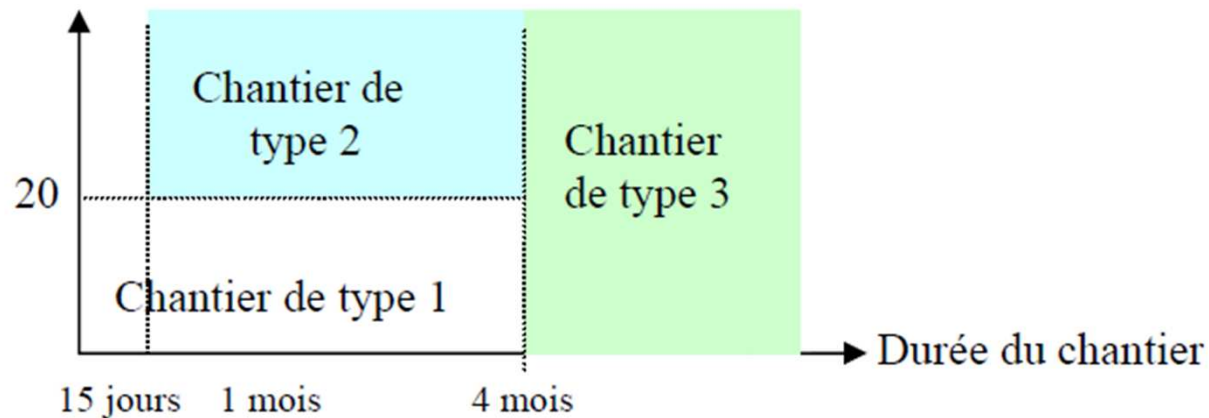 Chantier de
type 2
Chantier
de type 3
20
Chantier de type 1
Durée du chantier
15 jours 1 mois 4 mois